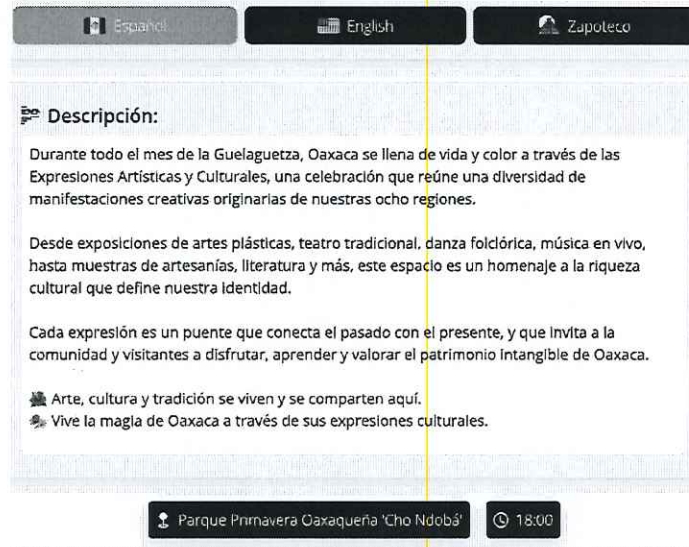 Español
English
Zapoteco
Descripción:
Durante todo el mes de la Guelaguetza, Oaxaca se llena de vida y color a través de las
Expresiones Artísticas y Culturales, una celebración que reúne una diversidad de
manifestaciones creativas originarias de nuestras ocho regiones.
Desde exposiciones de artes plásticas, teatro tradicional, danza folclórica, música en vivo,
hasta muestras de artesanías, literatura y más, este espacio es un homenaje a la riqueza
cultural que define nuestra identidad.
Cada expresión es un puente que conecta el pasado con el presente, y que invita a la
comunidad y visitantes a disfrutar, aprender y valorar el patrimonio intangible de Oaxaca.
Arte, cultura y tradición se viven y se comparten aquí.
Vive la magia de Oaxaca a través de sus expresiones culturales.
Parque Primavera Oaxaqueña 'Cho Ndobá'
18:00